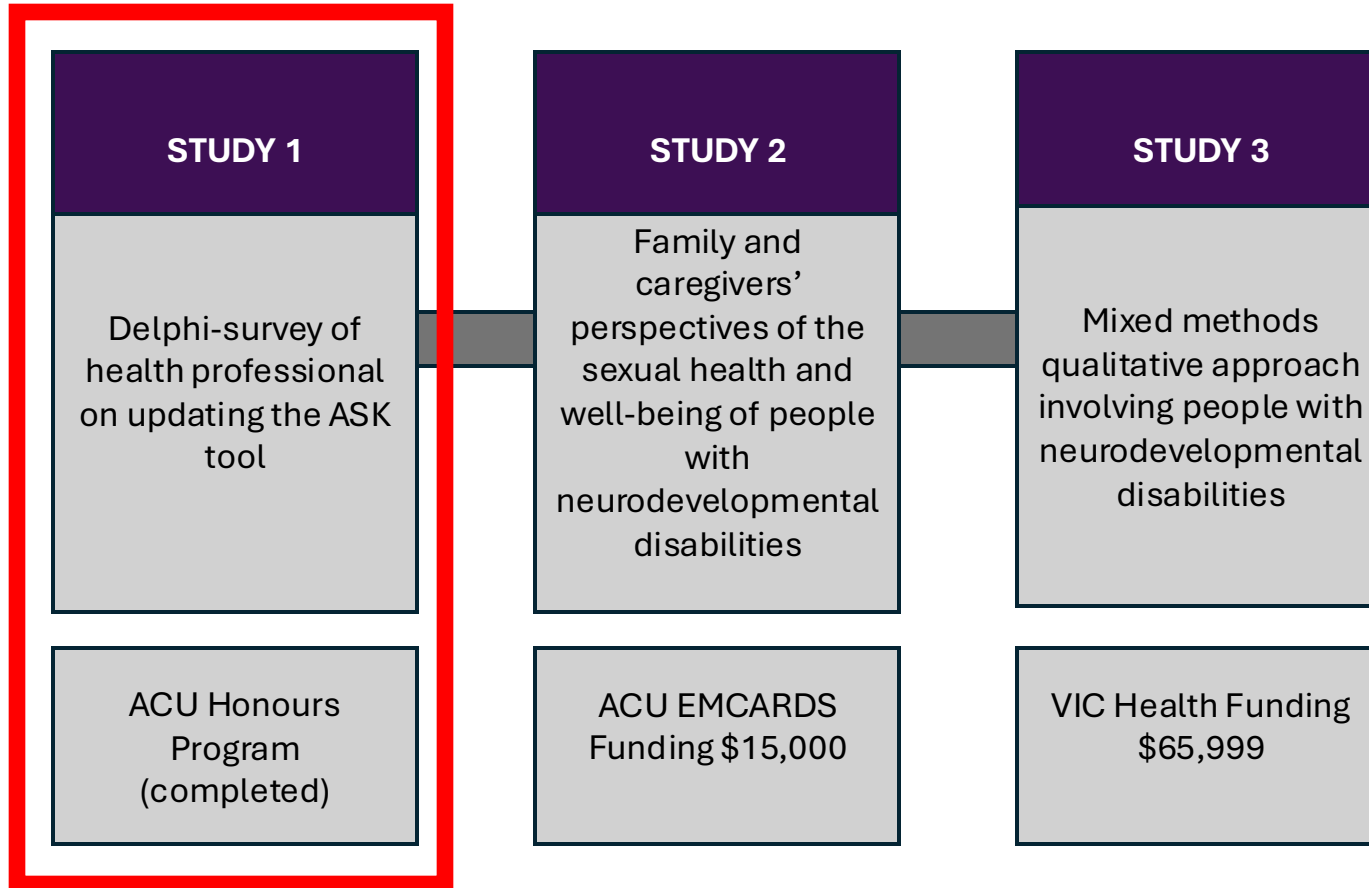 STUDY 1
Delphi-survey of
health professional
on updating the ASK
tool
ACU Honours
Program
(completed)
STUDY 2
Family and
caregivers’
perspectives of the
sexual health and
well-being of people
with
neurodevelopmental
disabilities
ACU EMCARDS
Funding $15,000
STUDY 3
Mixed methods
qualitative approach
involving people with
neurodevelopmental
disabilities
VIC Health Funding
$65,999